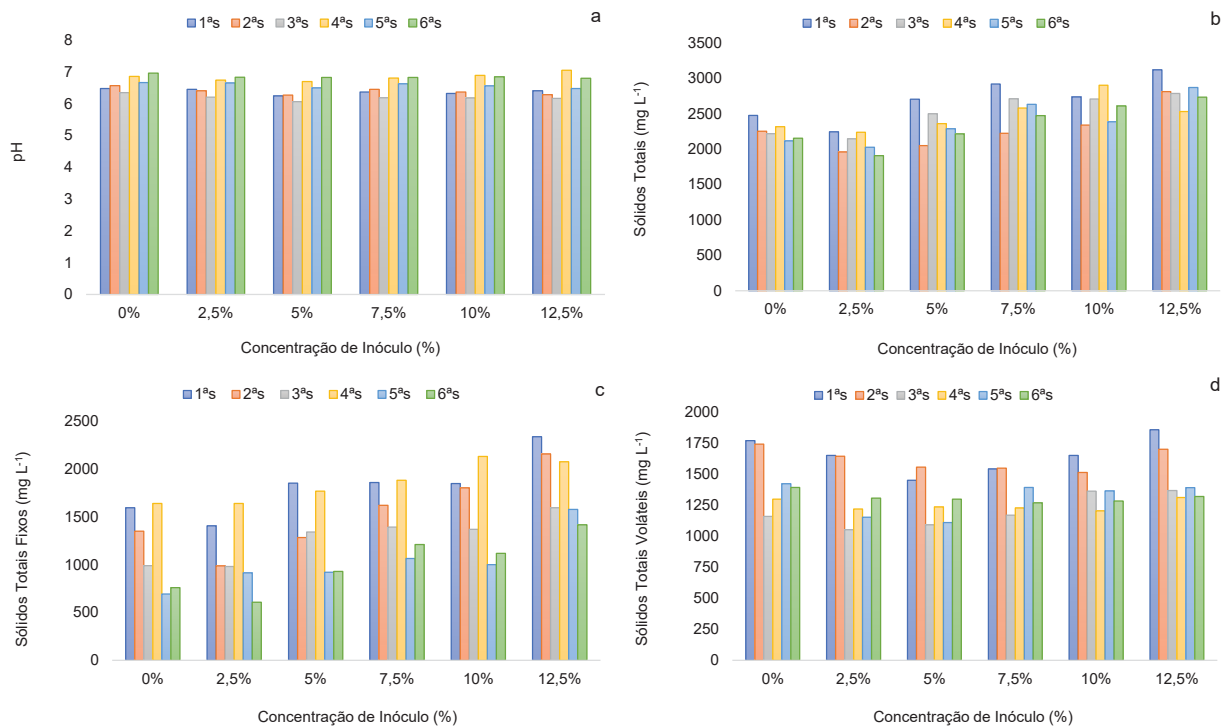 a
1ªs 2ªs 3ªs 4ªs 5ªs 6ªs
8
7
6
5
4
3
2
1
0
pH
0% 2,5% 5% 7,5% 10% 12,5%
Concentração de Inóculo (%)
b
1ªs 2ªs 3ªs 4ªs 5ªs 6ªs
3500
3000
2500
2000
1500
1000
500
0
Sólidos Totais (mg L⁻¹)
0% 2,5% 5% 7,5% 10% 12,5%
Concentração de Inóculo (%)
c
1ªs 2ªs 3ªs 4ªs 5ªs 6ªs
2500
2000
1500
1000
500
0
Sólidos Totais Fixos (mg L⁻¹)
0% 2,5% 5% 7,5% 10% 12,5%
Concentração de Inóculo (%)
d
1ªs 2ªs 3ªs 4ªs 5ªs 6ªs
2000
1750
1500
1250
1000
750
500
250
0
Sólidos Totais Voláteis (mg L⁻¹)
0% 2,5% 5% 7,5% 10% 12,5%
Concentração de Inóculo (%)